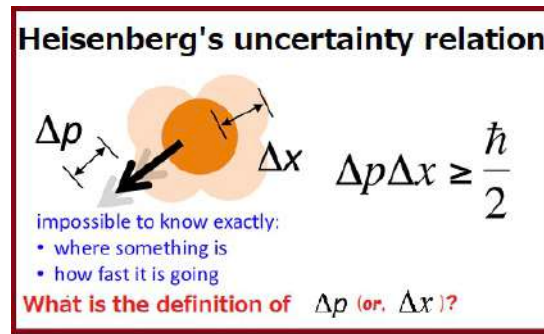 Heisenberg's uncertainty relation
Δp
Δx
ΔpΔx ≥ ħ/2
impossible to know exactly:
• where something is
• how fast it is going
What is the definition of Δp (or, Δx)?